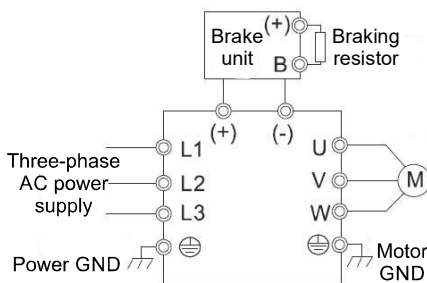 Brake
unit
(+)
B
Braking
resistor
(+)
(-)
Three-phase
AC power
supply
L1
L2
L3
Power GND
U
V
W
M
Motor
GND